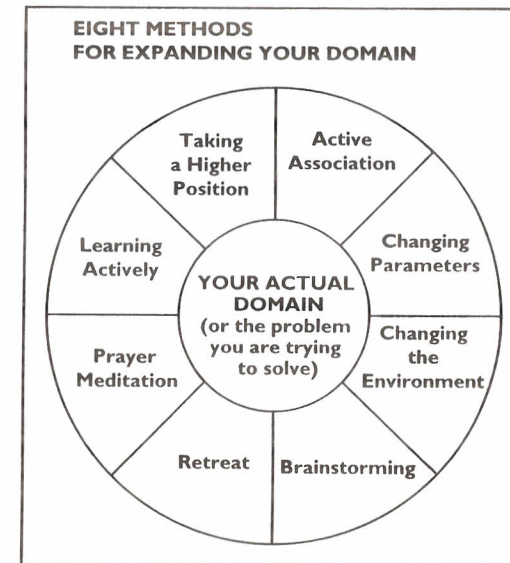 EIGHT METHODS
FOR EXPANDING YOUR DOMAIN
Taking
a Higher
Position
Active
Association
Learning
Actively
Changing
Parameters
YOUR ACTUAL
DOMAIN
(or the problem
you are trying
to solve)
Prayer
Meditation
Changing
the
Environment
Retreat
Brainstorming